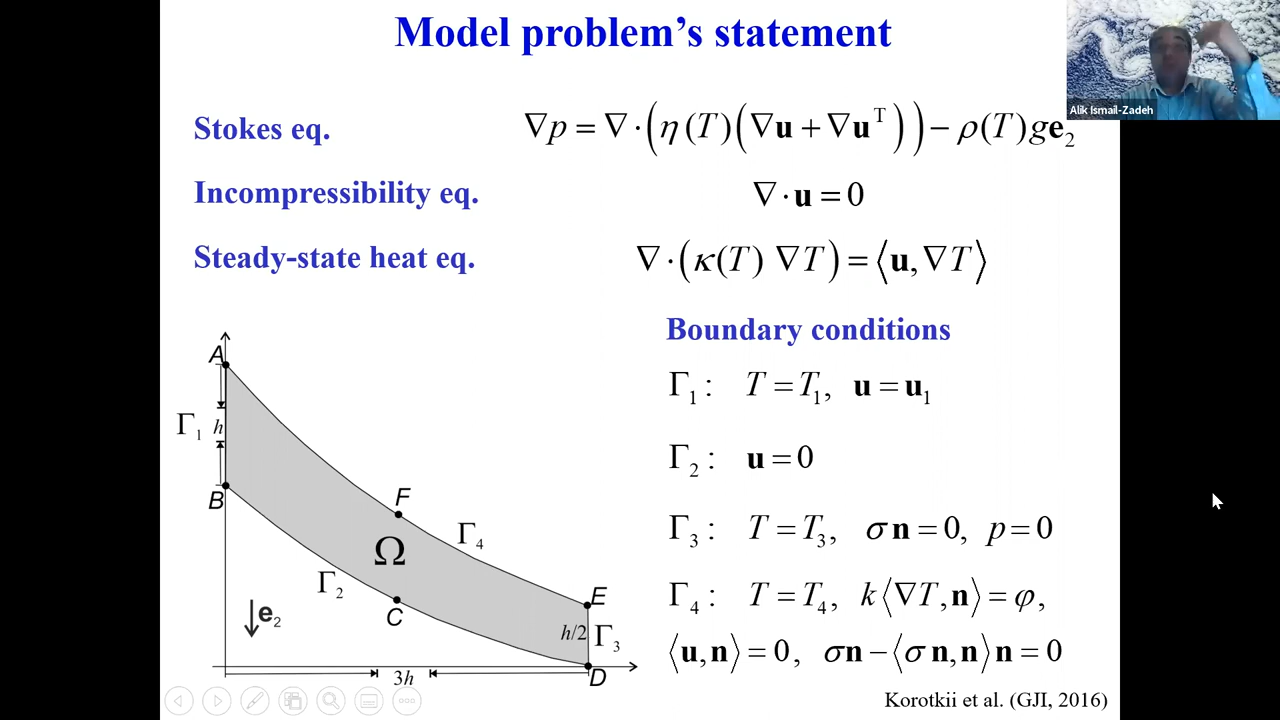 Model problem's statement
Alik Ismail-Zadeh
Stokes eq. ∇p = ∇·(η(T)(∇u + ∇uᵀ)) − ρ(T)ge₂
Incompressibility eq. ∇·u = 0
Steady-state heat eq. ∇·(κ(T) ∇T) = ⟨u, ∇T⟩
Boundary conditions
Γ₁: T = T₁, u = u₁
Γ₂: u = 0
Γ₃: T = T₃, σn = 0, p = 0
Γ₄: T = T₄, k⟨∇T, n⟩ = φ,
⟨u, n⟩ = 0, σn − ⟨σn, n⟩n = 0
A
Γ₁ h
B
F
Γ₄
Ω
Γ₂
C
E
e₂
h/2 Γ₃
3h
D
Korotkii et al. (GJI, 2016)